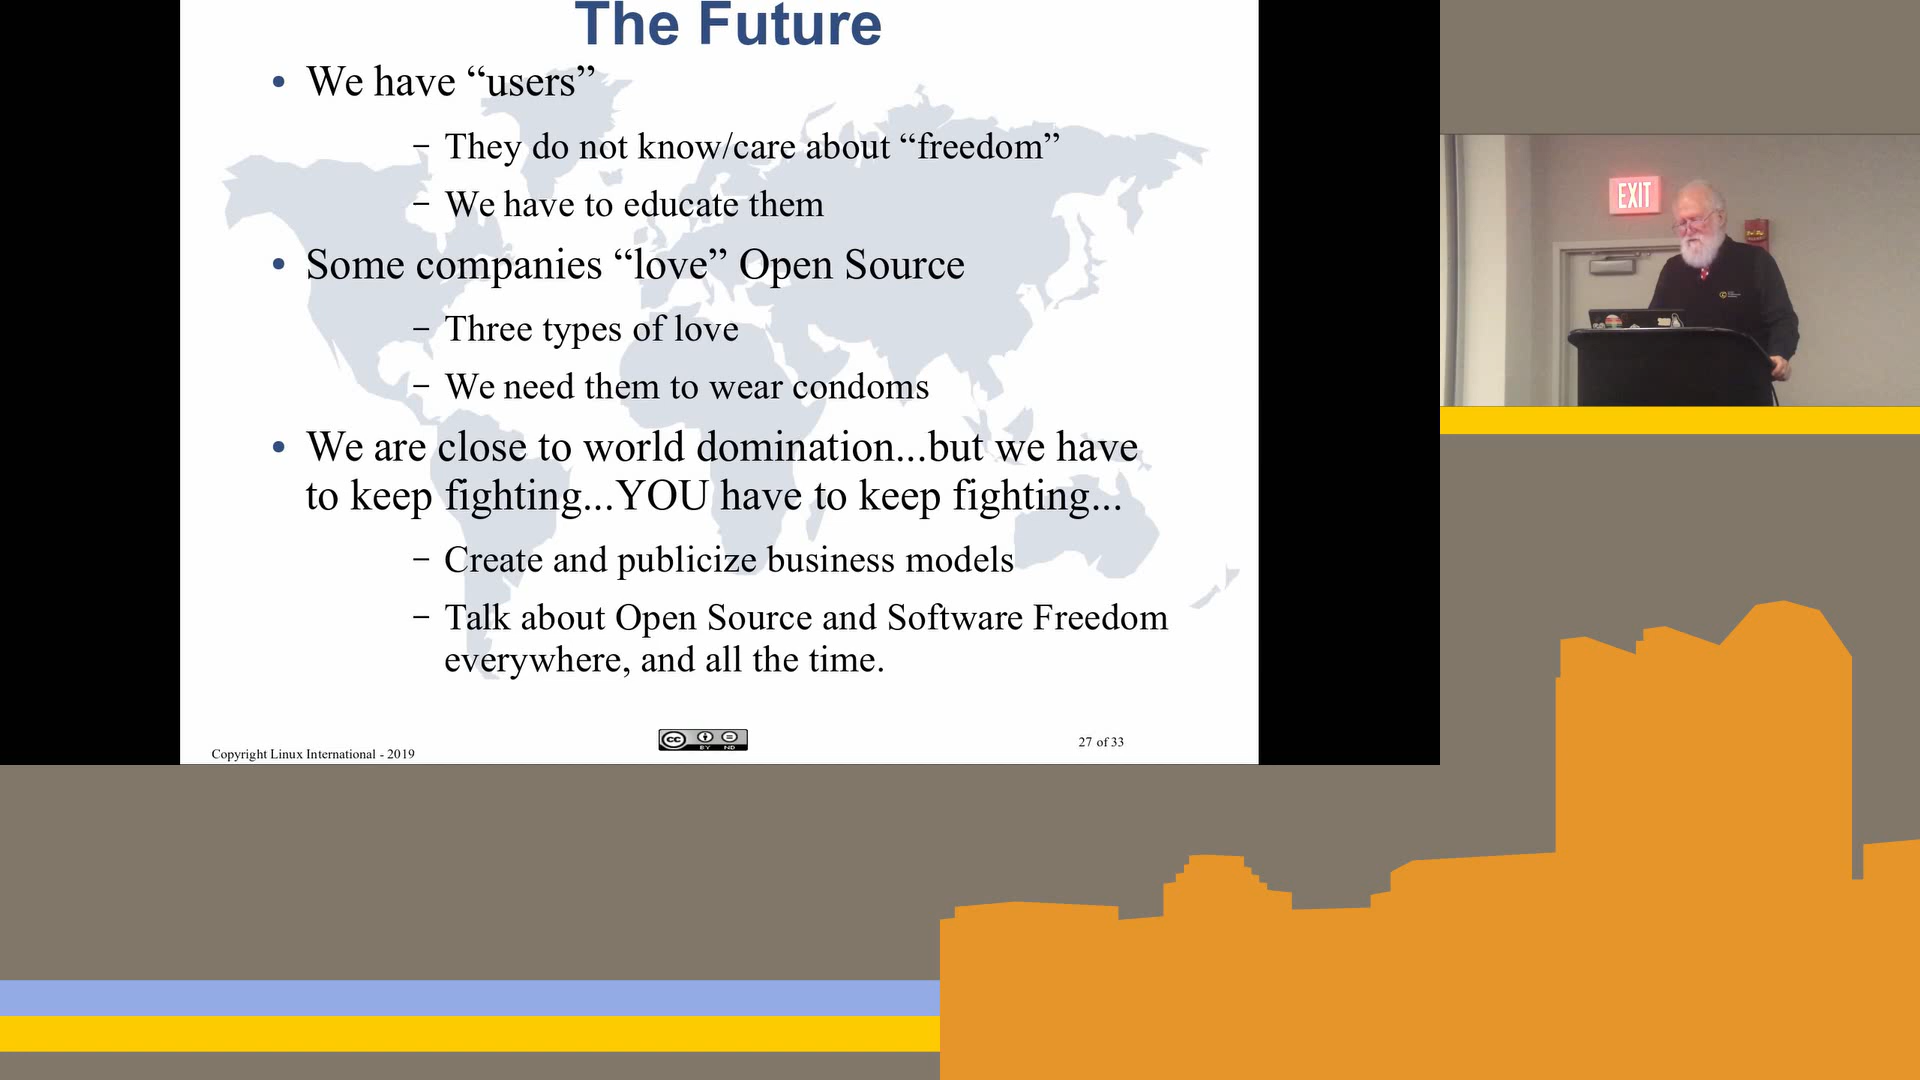 The Future
• We have “users”
– They do not know/care about “freedom”
– We have to educate them
• Some companies “love” Open Source
– Three types of love
– We need them to wear condoms
• We are close to world domination...but we have
to keep fighting...YOU have to keep fighting...
– Create and publicize business models
– Talk about Open Source and Software Freedom
everywhere, and all the time.
Copyright Linux International - 2019
cc
BY ND
27 of 33
EXIT